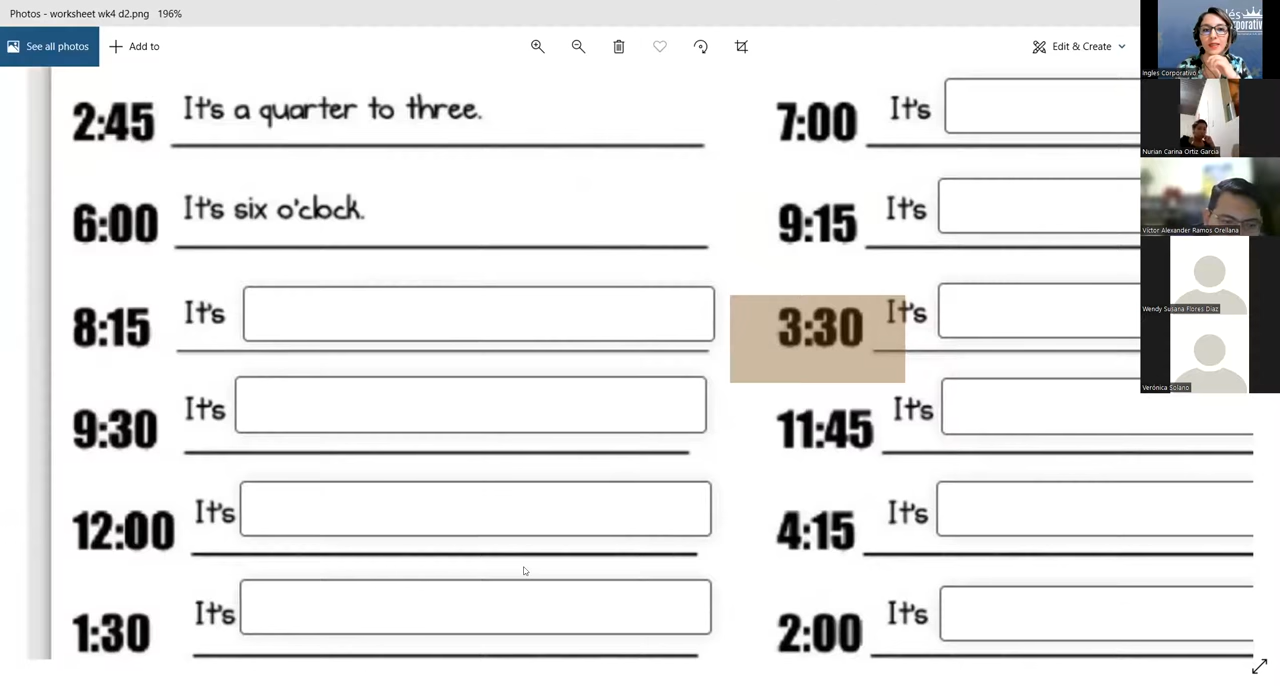 Photos - worksheet wk4 d2.png 196%
See all photos
Add to
Edit & Create
2:45 It's a quarter to three.
6:00 It's six o'clock.
8:15 It's
9:30 It's
12:00 It's
1:30 It's
7:00 It's
9:15 It's
3:30 It's
11:45 It's
4:15 It's
2:00 It's
Ingles Corporativo
Nurian Carina Ortiz Garcia
Víctor Alexander Ramos Orellana
Wendy Susana Flores Diaz
Verónica Solano